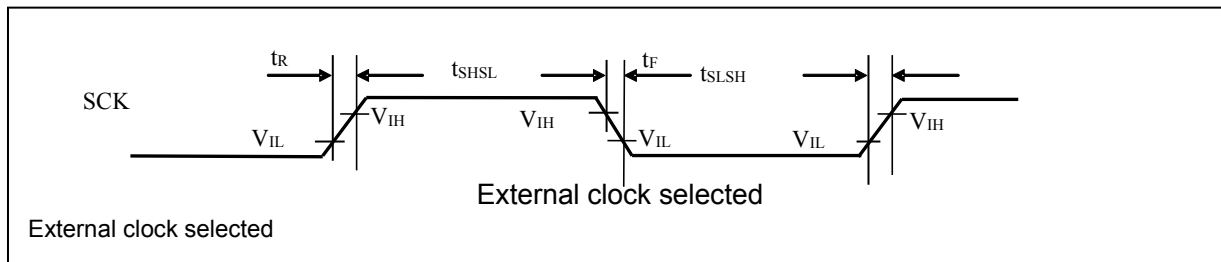 tR tSHSL tF tSLSH
SCK
VIH VIH VIH
VIL VIL VIL
External clock selected
External clock selected